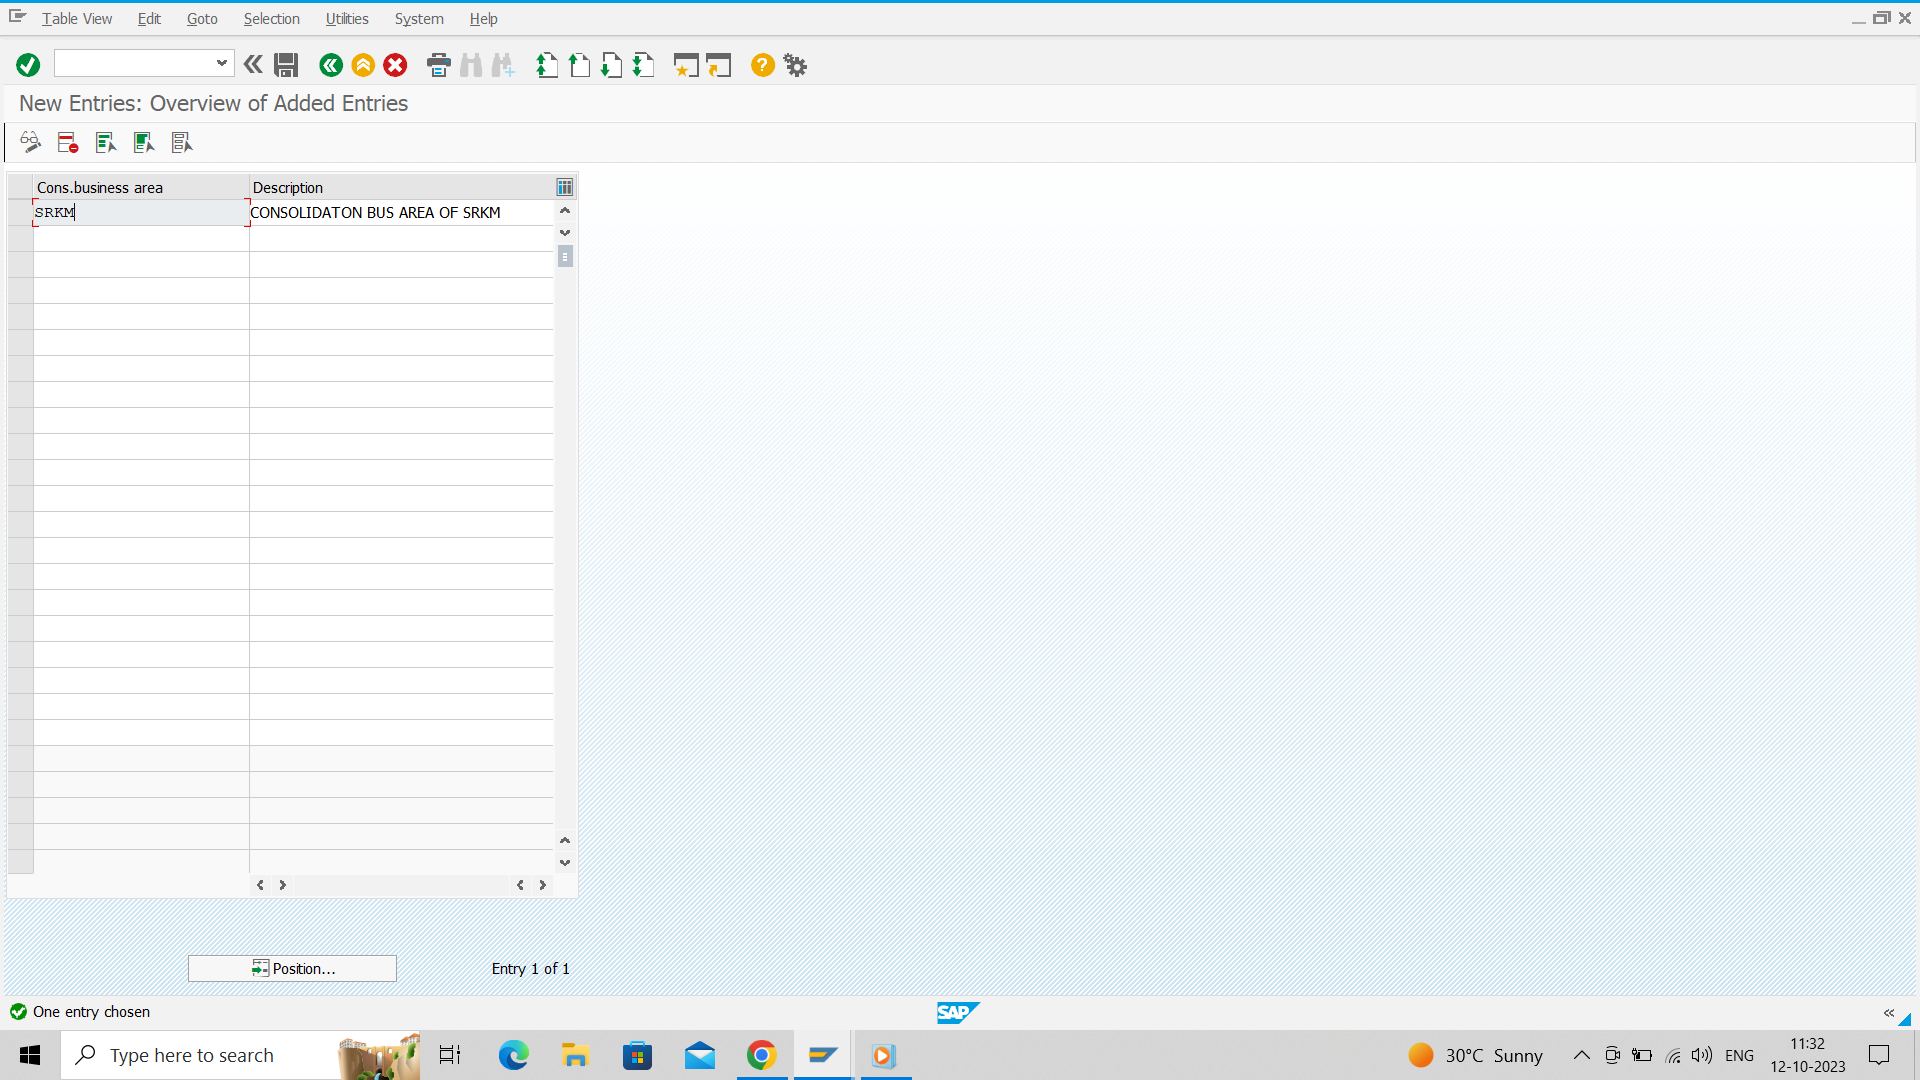 Table View Edit Goto Selection Utilities System Help
New Entries: Overview of Added Entries
Cons.business area Description
SRKM CONSOLIDATON BUS AREA OF SRKM
Position... Entry 1 of 1
One entry chosen
SAP
Type here to search
30°C Sunny
ENG
11:32
12-10-2023